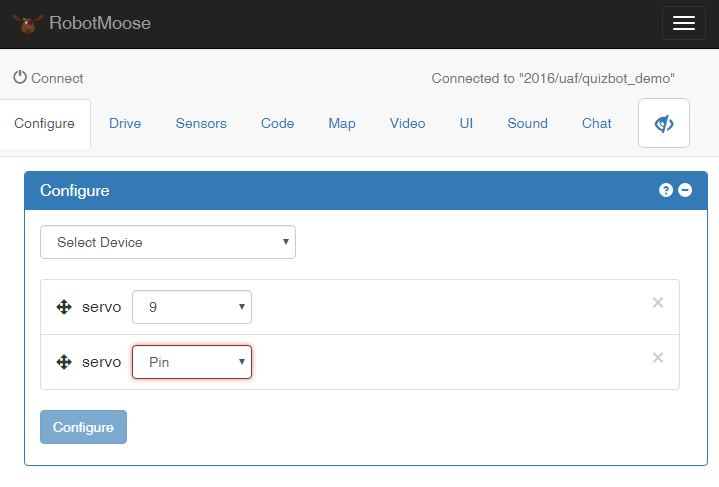 RobotMoose
Connect Connected to "2016/uaf/quizbot_demo"
Configure Drive Sensors Code Map Video UI Sound Chat
Configure
Select Device
servo 9
servo Pin
Configure